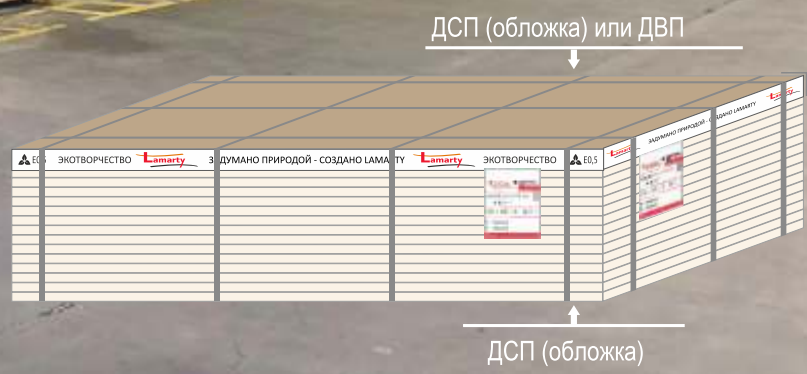 ДСП (обложка) или ДВП
E0,5 ЭКОТВОРЧЕСТВО Lamarty ЗАДУМАНО ПРИРОДОЙ - СОЗДАНО LAMARTY Lamarty ЭКОТВОРЧЕСТВО E0,5
Lamarty ЗАДУМАНО ПРИРОДОЙ - СОЗДАНО LAMARTY Lamarty
ДСП (обложка)